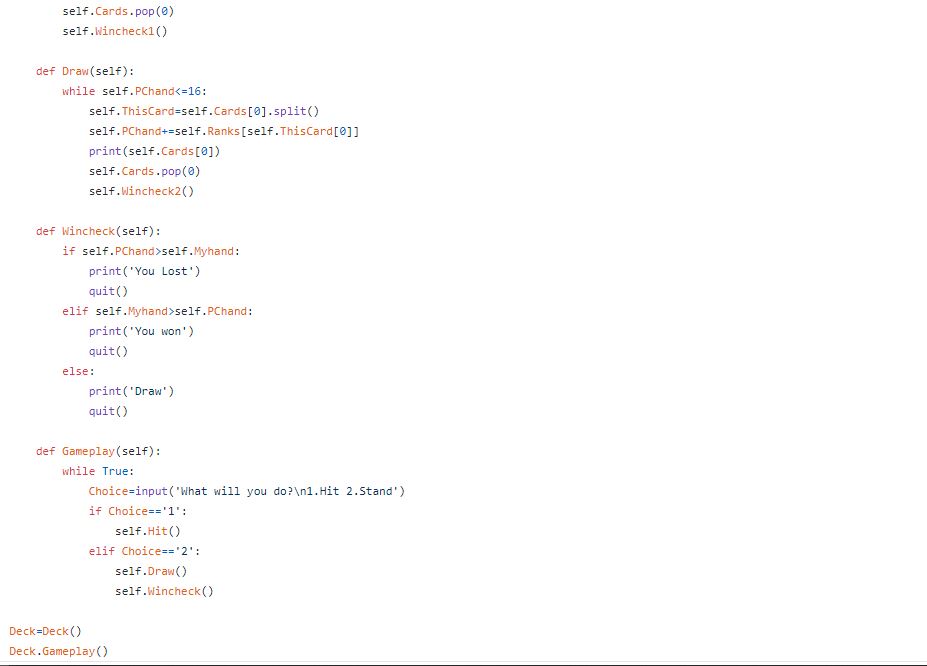 self.Cards.pop(0)
        self.Wincheck1()

    def Draw(self):
        while self.PChand<=16:
            self.ThisCard=self.Cards[0].split()
            self.PChand+=self.Ranks[self.ThisCard[0]]
            print(self.Cards[0])
            self.Cards.pop(0)
            self.Wincheck2()

    def Wincheck(self):
        if self.PChand>self.Myhand:
            print('You Lost')
            quit()
        elif self.Myhand>self.PChand:
            print('You won')
            quit()
        else:
            print('Draw')
            quit()

    def Gameplay(self):
        while True:
            Choice=input('What will you do?\n1.Hit 2.Stand')
            if Choice=='1':
                self.Hit()
            elif Choice=='2':
                self.Draw()
                self.Wincheck()

Deck=Deck()
Deck.Gameplay()